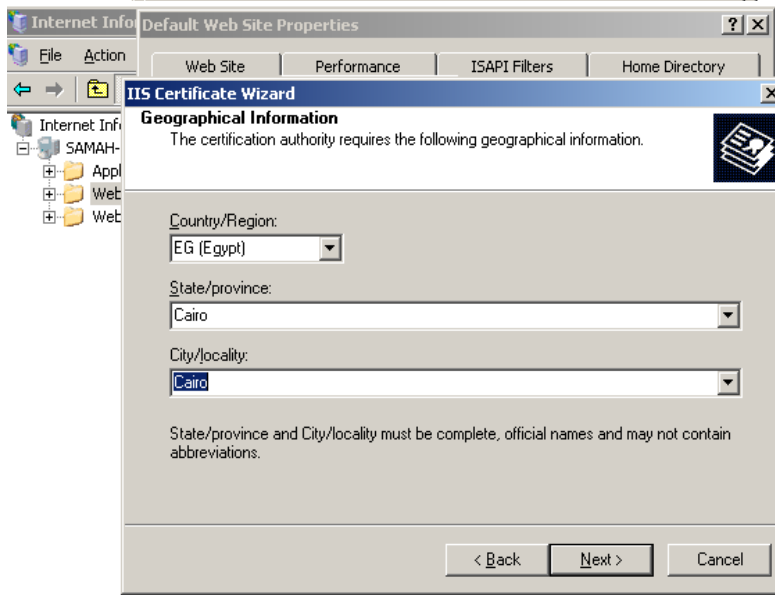 Internet Info
Default Web Site Properties
File Action
Web Site Performance ISAPI Filters Home Directory
IIS Certificate Wizard
Internet Inf
SAMAH-
Appl
Web
Web
Geographical Information
The certification authority requires the following geographical information.
Country/Region:
EG (Egypt)
State/province:
Cairo
City/locality:
Cairo
State/province and City/locality must be complete, official names and may not contain
abbreviations.
< Back Next > Cancel